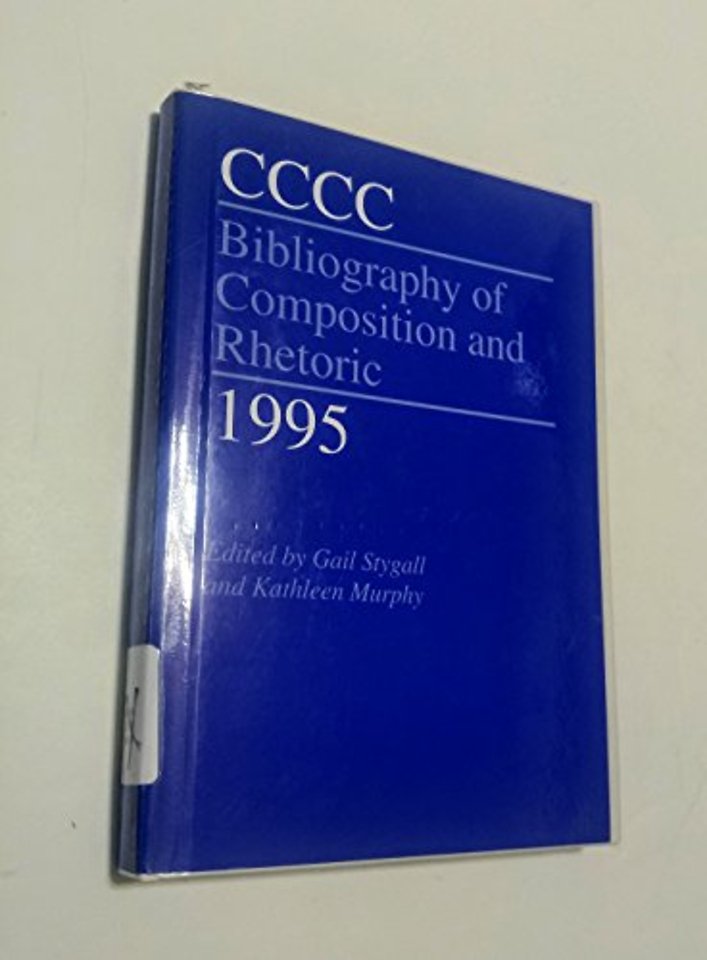 CCCC
Bibliography of
Composition and
Rhetoric
1995
Edited by Gail Stygall
and Kathleen Murphy